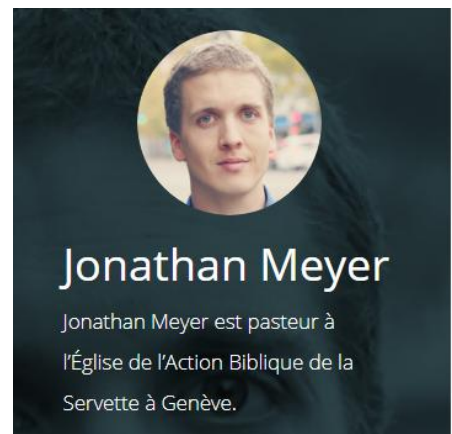 Jonathan Meyer
Jonathan Meyer est pasteur à
l'Église de l'Action Biblique de la
Servette à Genève.